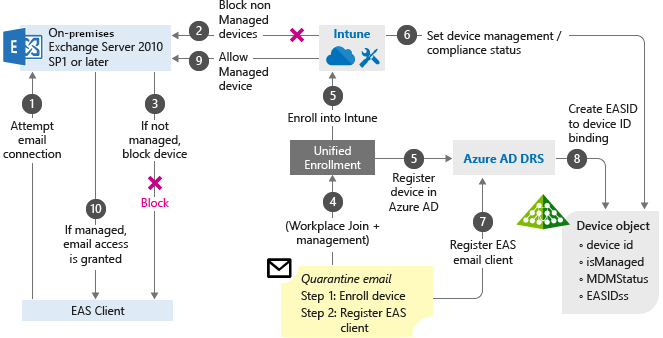 Block non
Managed
devices
2
On-premises
Exchange Server 2010
SP1 or later
E
Intune
6
Set device management /
compliance status
9
Allow
Managed
device
1
Attempt
email
connection
3
If not
managed,
block device
Block
5
Enroll into Intune
Create EASID
to device ID
binding
Unified
Enrollment
5
Register
device in
Azure AD
Azure AD DRS
8
4
(Workplace Join +
management)
7
Register EAS
email client
10
If managed,
email access
is granted
Device object
◦ device id
◦ isManaged
◦ MDMStatus
◦ EASIDss
Quarantine email
Step 1: Enroll device
Step 2: Register EAS
client
EAS Client